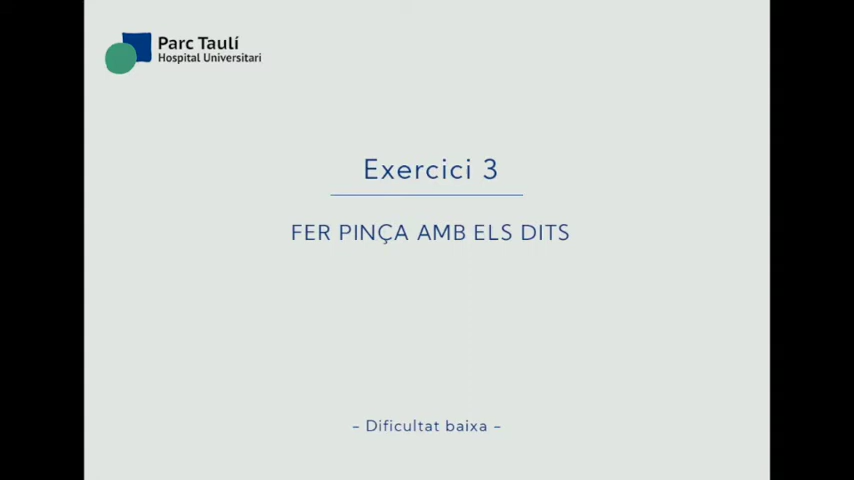 Parc Taulí
Hospital Universitari
Exercici 3
FER PINÇA AMB ELS DITS
– Dificultat baixa –